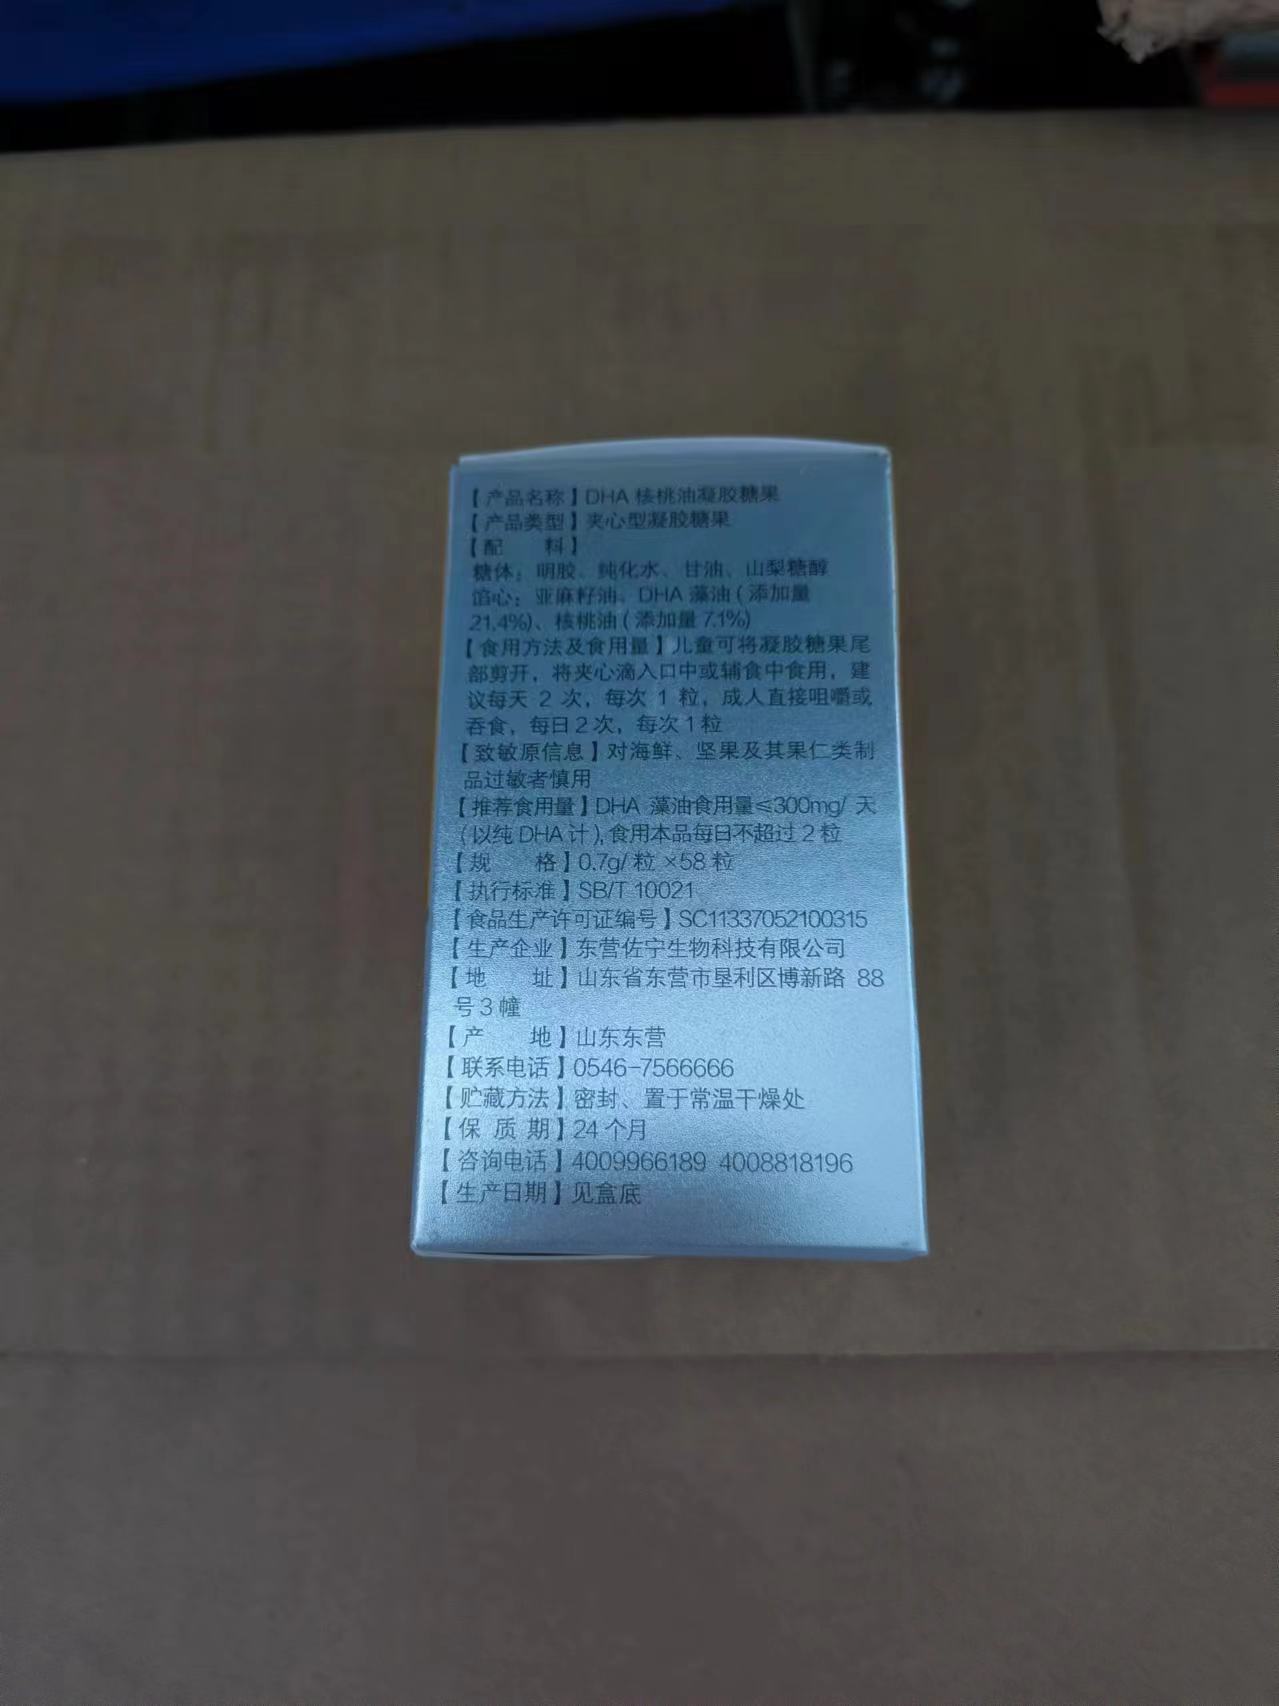 【产品名称】DHA 核桃油凝胶糖果
【产品类型】夹心型凝胶糖果
【配 料】
糖体：明胶、纯化水、甘油、山梨糖醇
馅心：亚麻籽油、DHA 藻油（添加量
21.4%）、核桃油（添加量 7.1%）
【食用方法及食用量】儿童可将凝胶糖果尾
部剪开，将夹心滴入口中或辅食中食用，建
议每天 2 次，每次 1 粒，成人直接咀嚼或
吞食，每日 2 次，每次 1 粒
【致敏原信息】对海鲜、坚果及其果仁类制
品过敏者慎用
【推荐食用量】DHA 藻油食用量≤300mg/ 天
（以纯 DHA 计），食用本品每日不超过 2 粒
【规 格】0.7g/ 粒 ×58 粒
【执行标准】SB/T 10021
【食品生产许可证编号】SC11337052100315
【生产企业】东营佐宁生物科技有限公司
【地 址】山东省东营市垦利区博新路 88
号 3 幢
【产 地】山东东营
【联系电话】0546-7566666
【贮藏方法】密封、置于常温干燥处
【保 质 期】24 个月
【咨询电话】4009966189 4008818196
【生产日期】见盒底